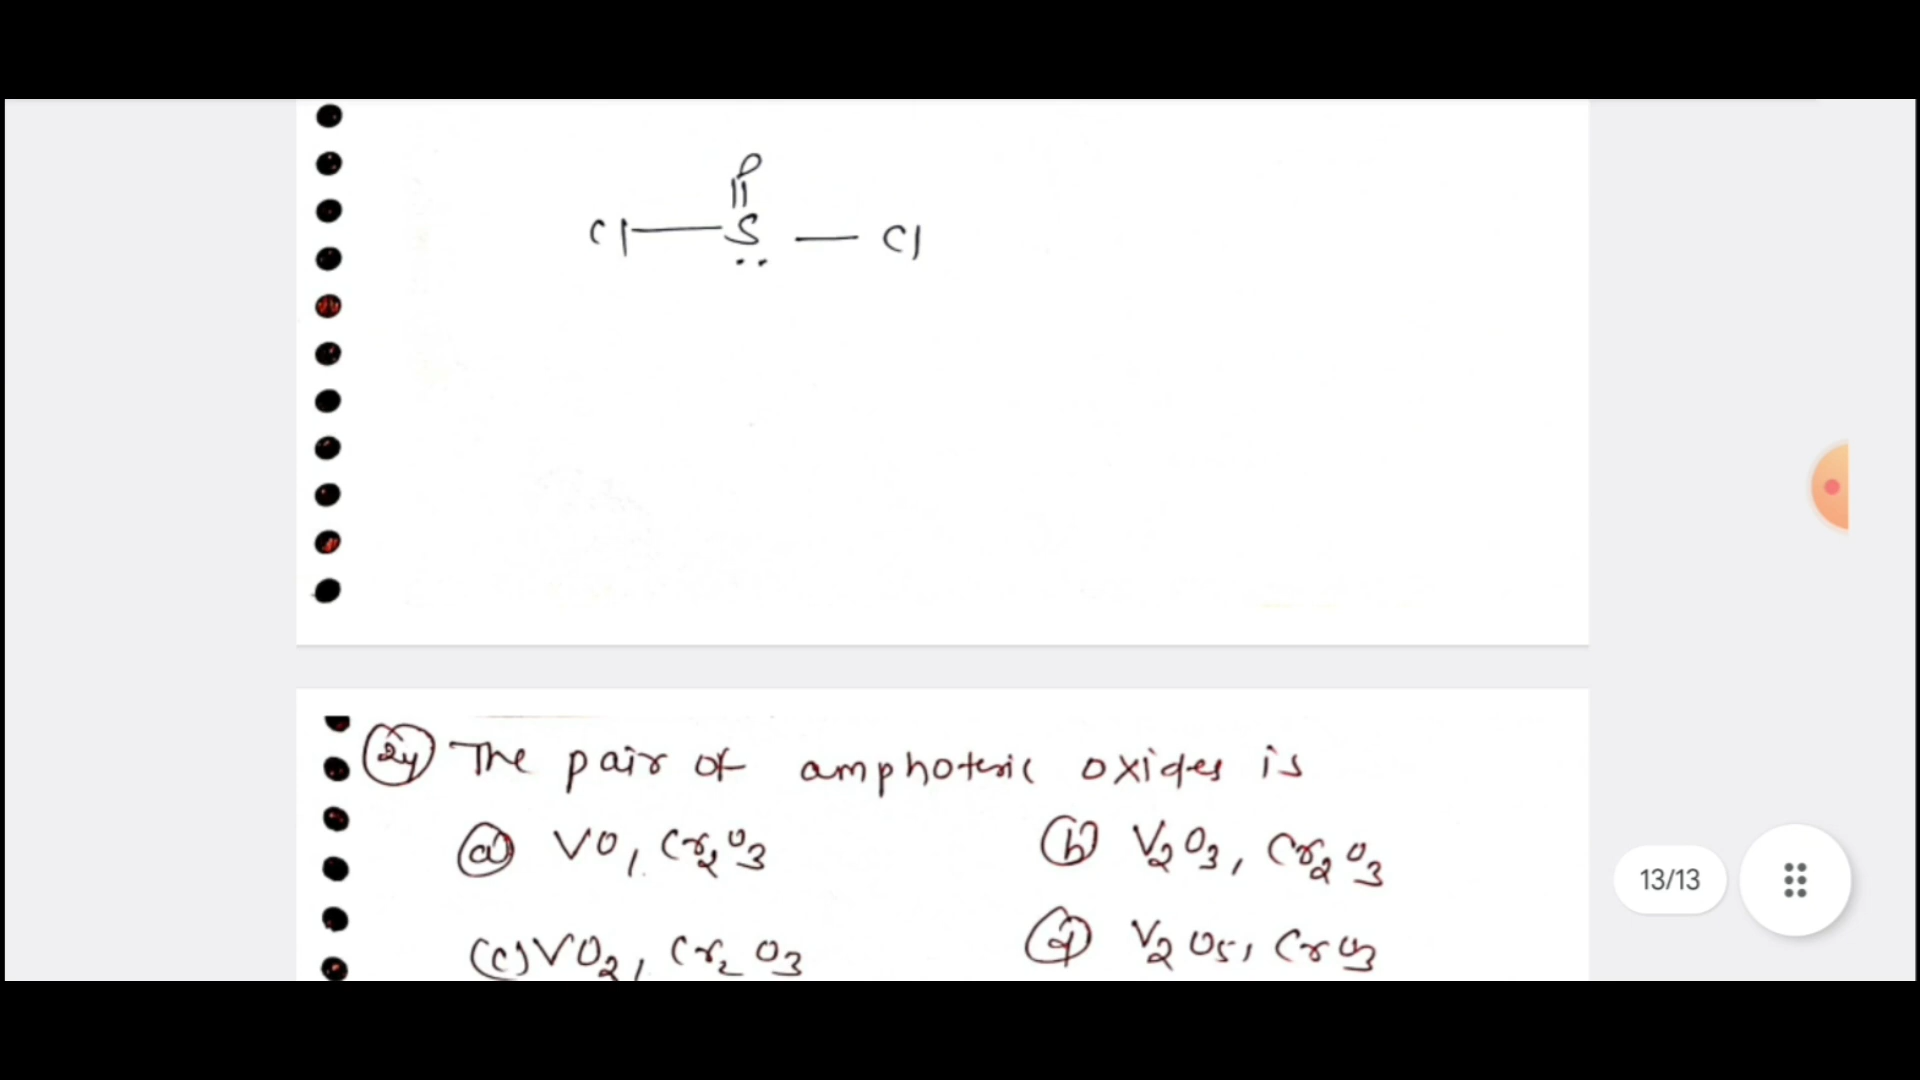 O
Cl — S — Cl
24 The pair of amphoteric oxides is
(a) VO, Cr2O3
(b) V2O3, Cr2O3
(c) VO2, Cr2O3
(d) V2O5, CrO3
13/13